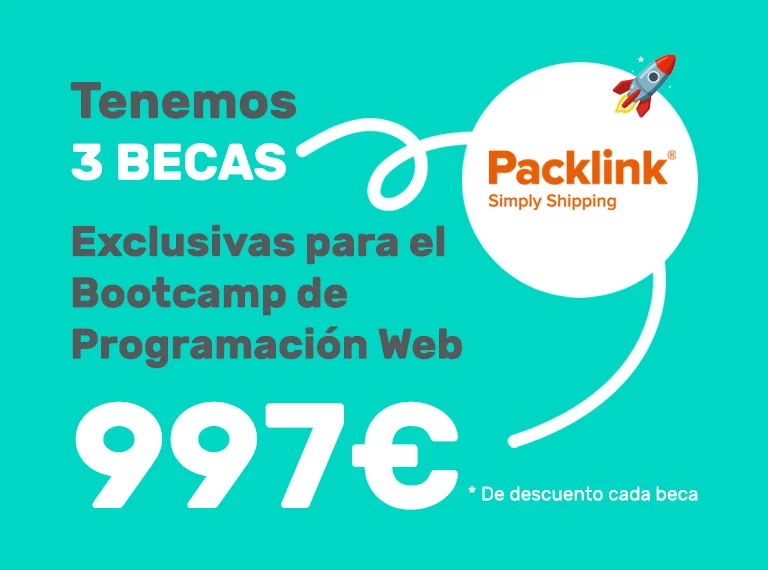 Tenemos
3 BECAS
Packlink®
Simply Shipping
Exclusivas para el
Bootcamp de
Programación Web
997€
* De descuento cada beca